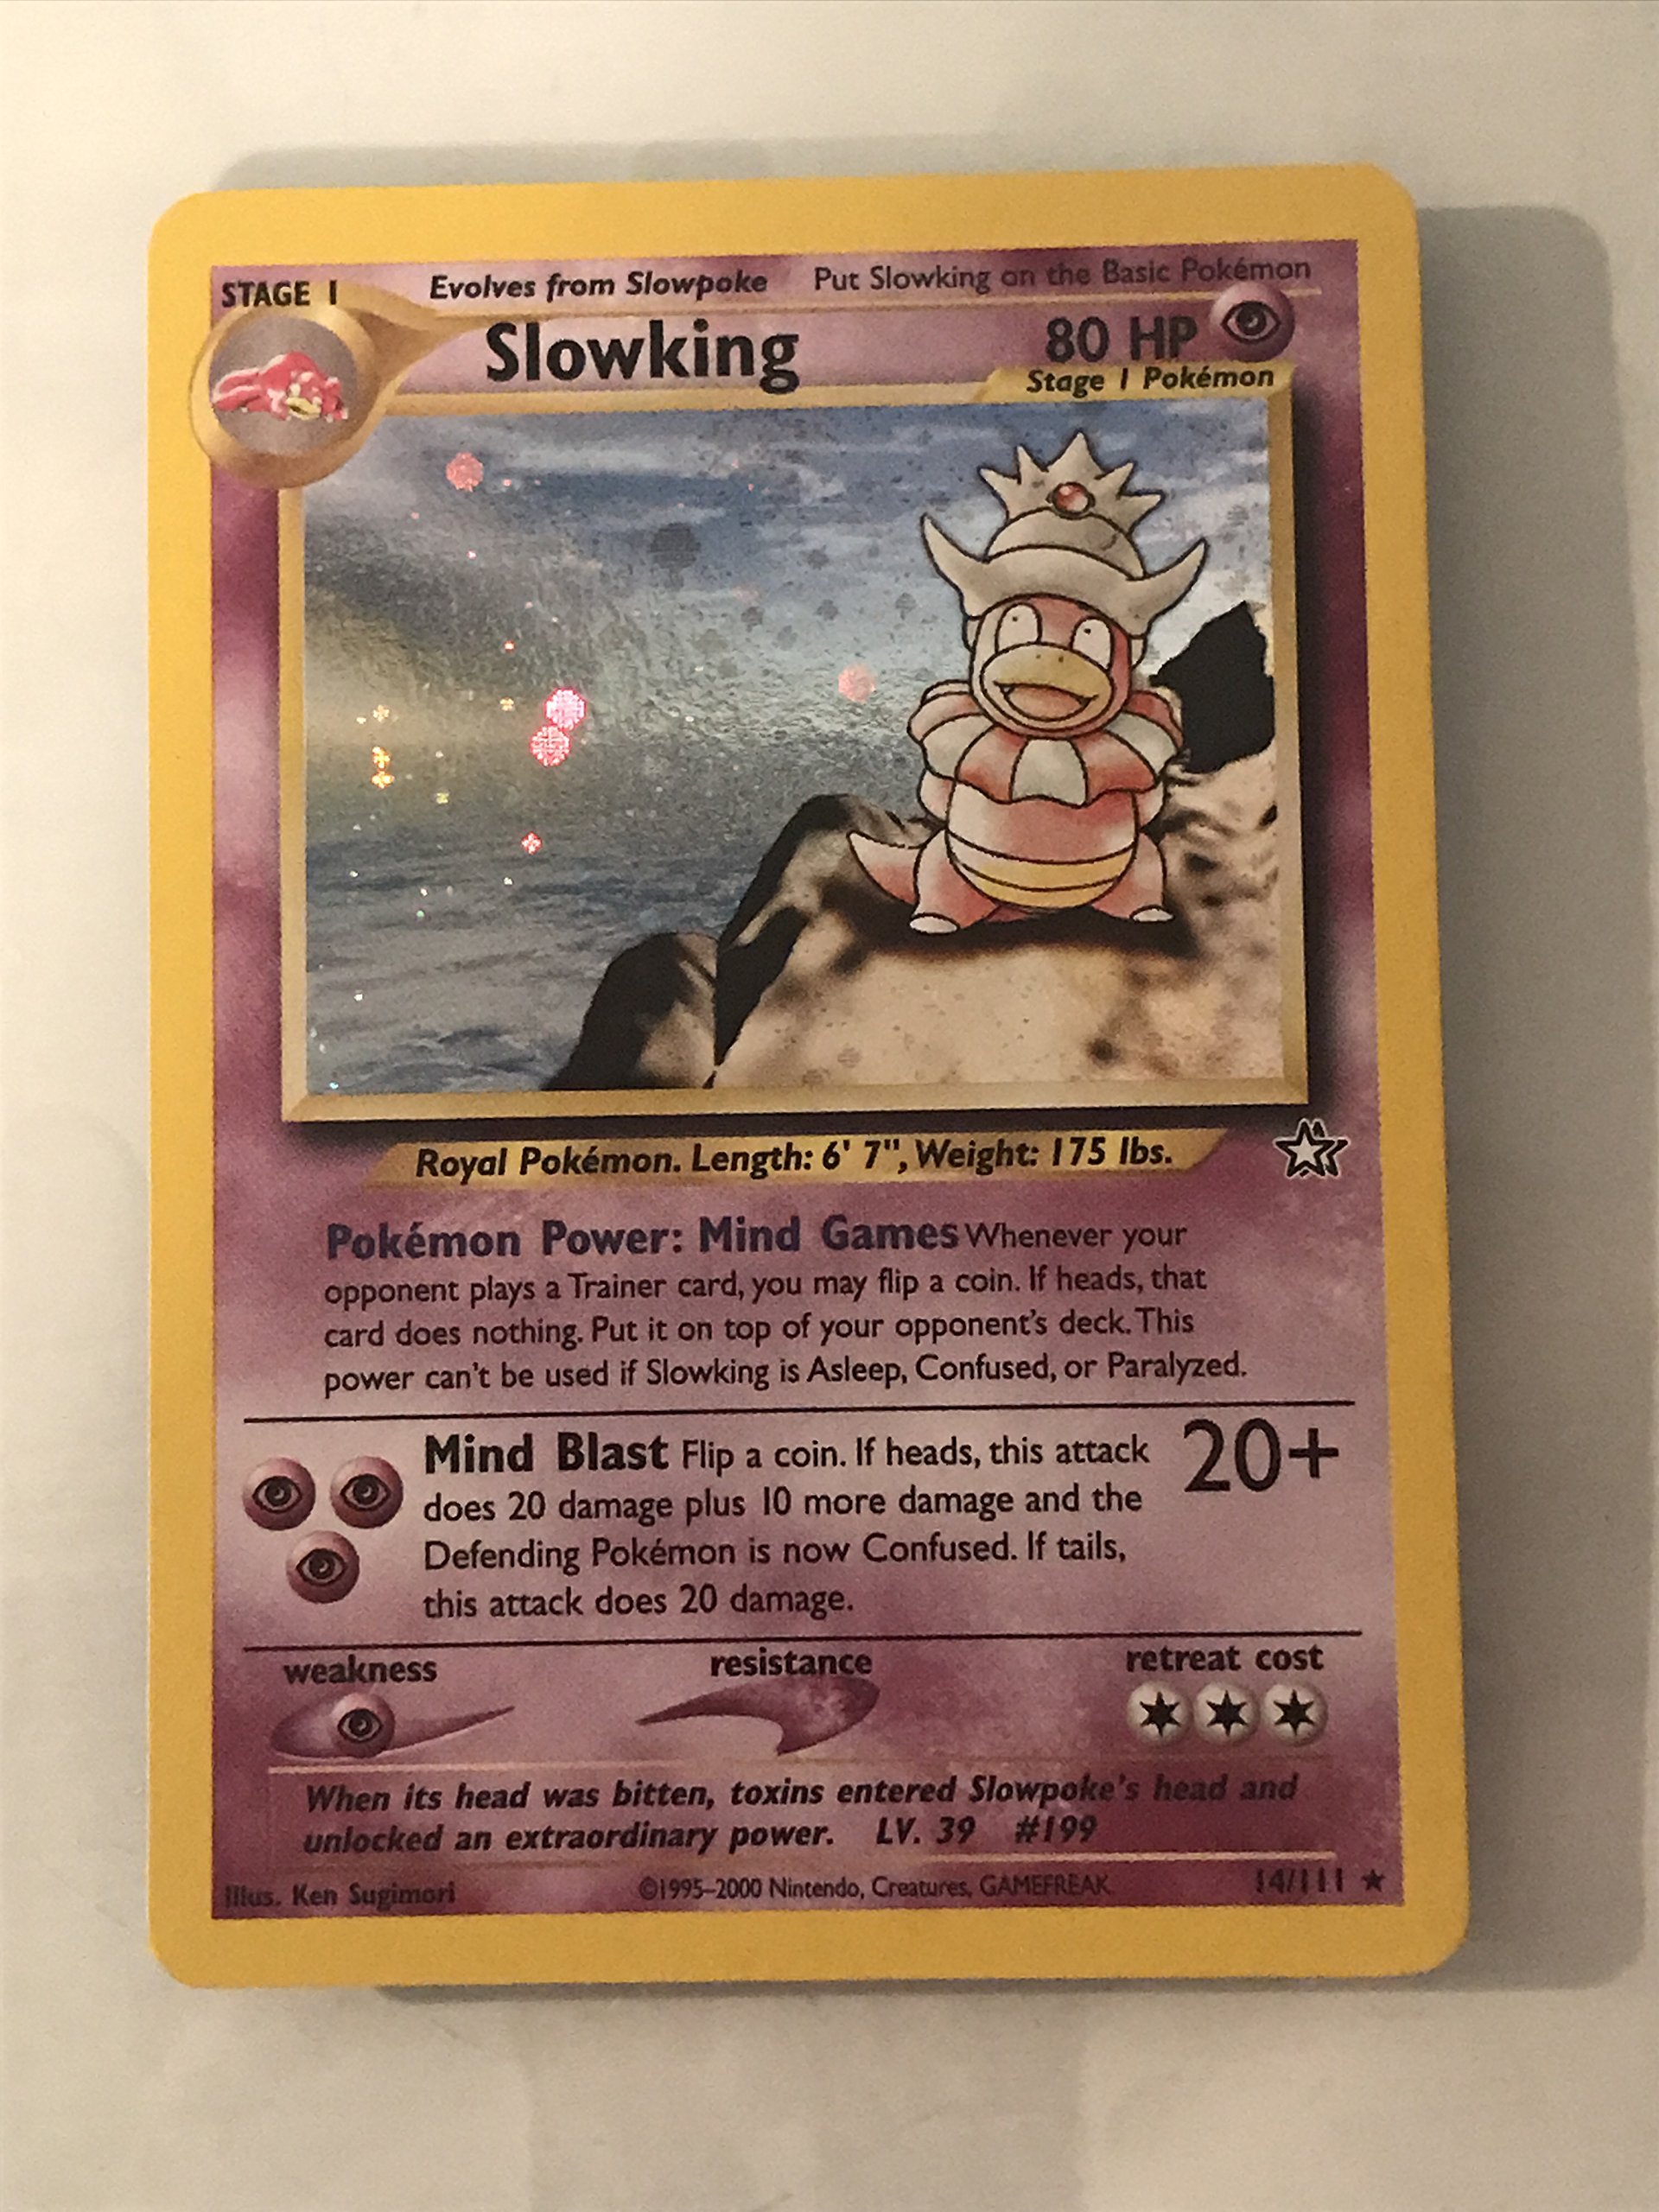 STAGE 1 Evolves from Slowpoke Put Slowking on the Basic Pokémon
Slowking 80 HP
Stage 1 Pokémon
Royal Pokémon. Length: 6' 7", Weight: 175 lbs.
Pokémon Power: Mind Games Whenever your
opponent plays a Trainer card, you may flip a coin. If heads, that
card does nothing. Put it on top of your opponent's deck. This
power can't be used if Slowking is Asleep, Confused, or Paralyzed.
Mind Blast Flip a coin. If heads, this attack 20+
does 20 damage plus 10 more damage and the
Defending Pokémon is now Confused. If tails,
this attack does 20 damage.
weakness resistance retreat cost
When its head was bitten, toxins entered Slowpoke's head and
unlocked an extraordinary power. LV. 39 #199
Illus. Ken Sugimori ©1995–2000 Nintendo, Creatures, GAMEFREAK 14/111 ★